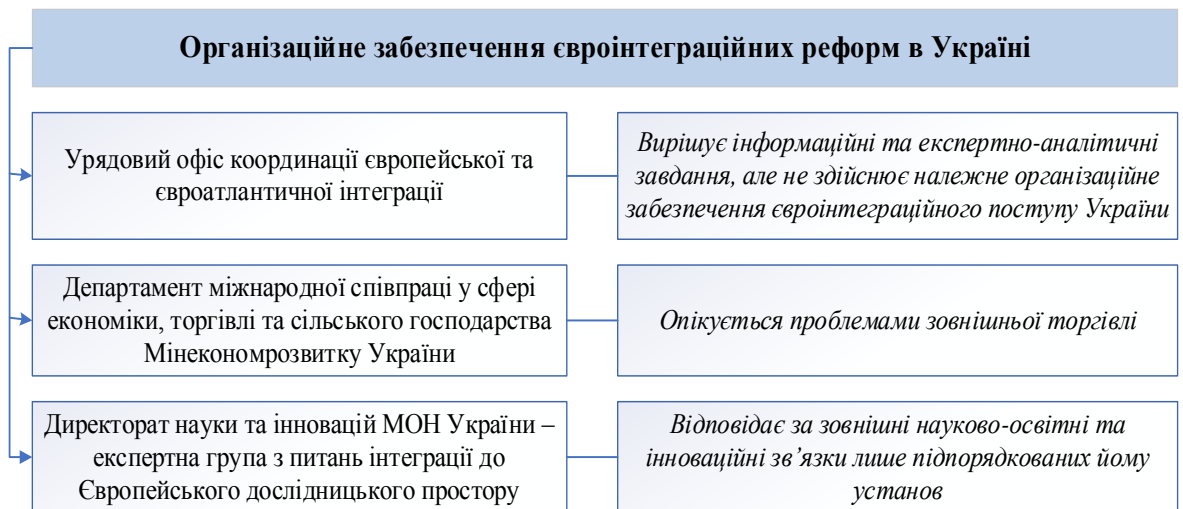 Організаційне забезпечення євроінтеграційних реформ в Україні
Урядовий офіс координації європейської та
євроатлантичної інтеграції
Вирішує інформаційні та експертно-аналітичні
завдання, але не здійснює належне організаційне
забезпечення євроінтеграційного поступу України
Департамент міжнародної співпраці у сфері
економіки, торгівлі та сільського господарства
Мінекономрозвитку України
Опікується проблемами зовнішньої торгівлі
Директорат науки та інновацій МОН України –
експертна група з питань інтеграції до
Європейського дослідницького простору
Відповідає за зовнішні науково-освітні та
інноваційні зв’язки лише підпорядкованих йому
установ